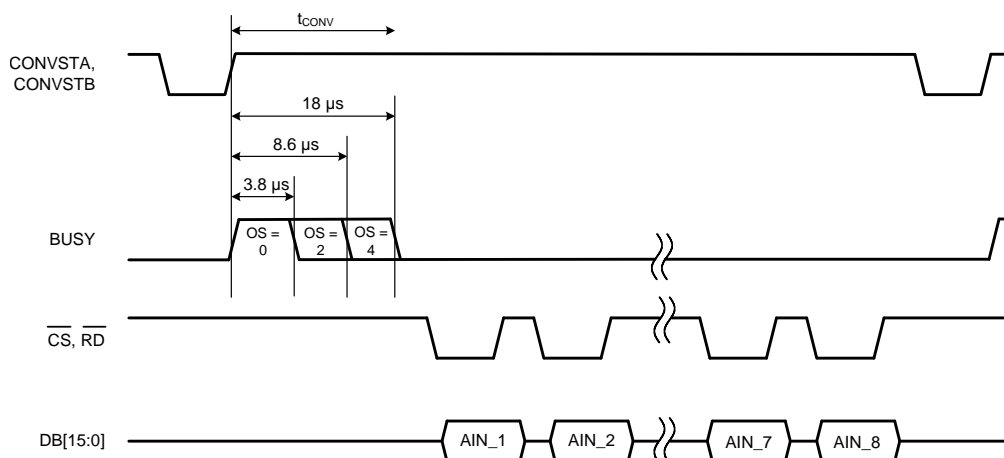 tCONV
CONVSTA,
CONVSTB
18 µs
8.6 µs
3.8 µs
BUSY
OS =
0
OS =
2
OS =
4
CS, RD
DB[15:0]
AIN_1
AIN_2
AIN_7
AIN_8